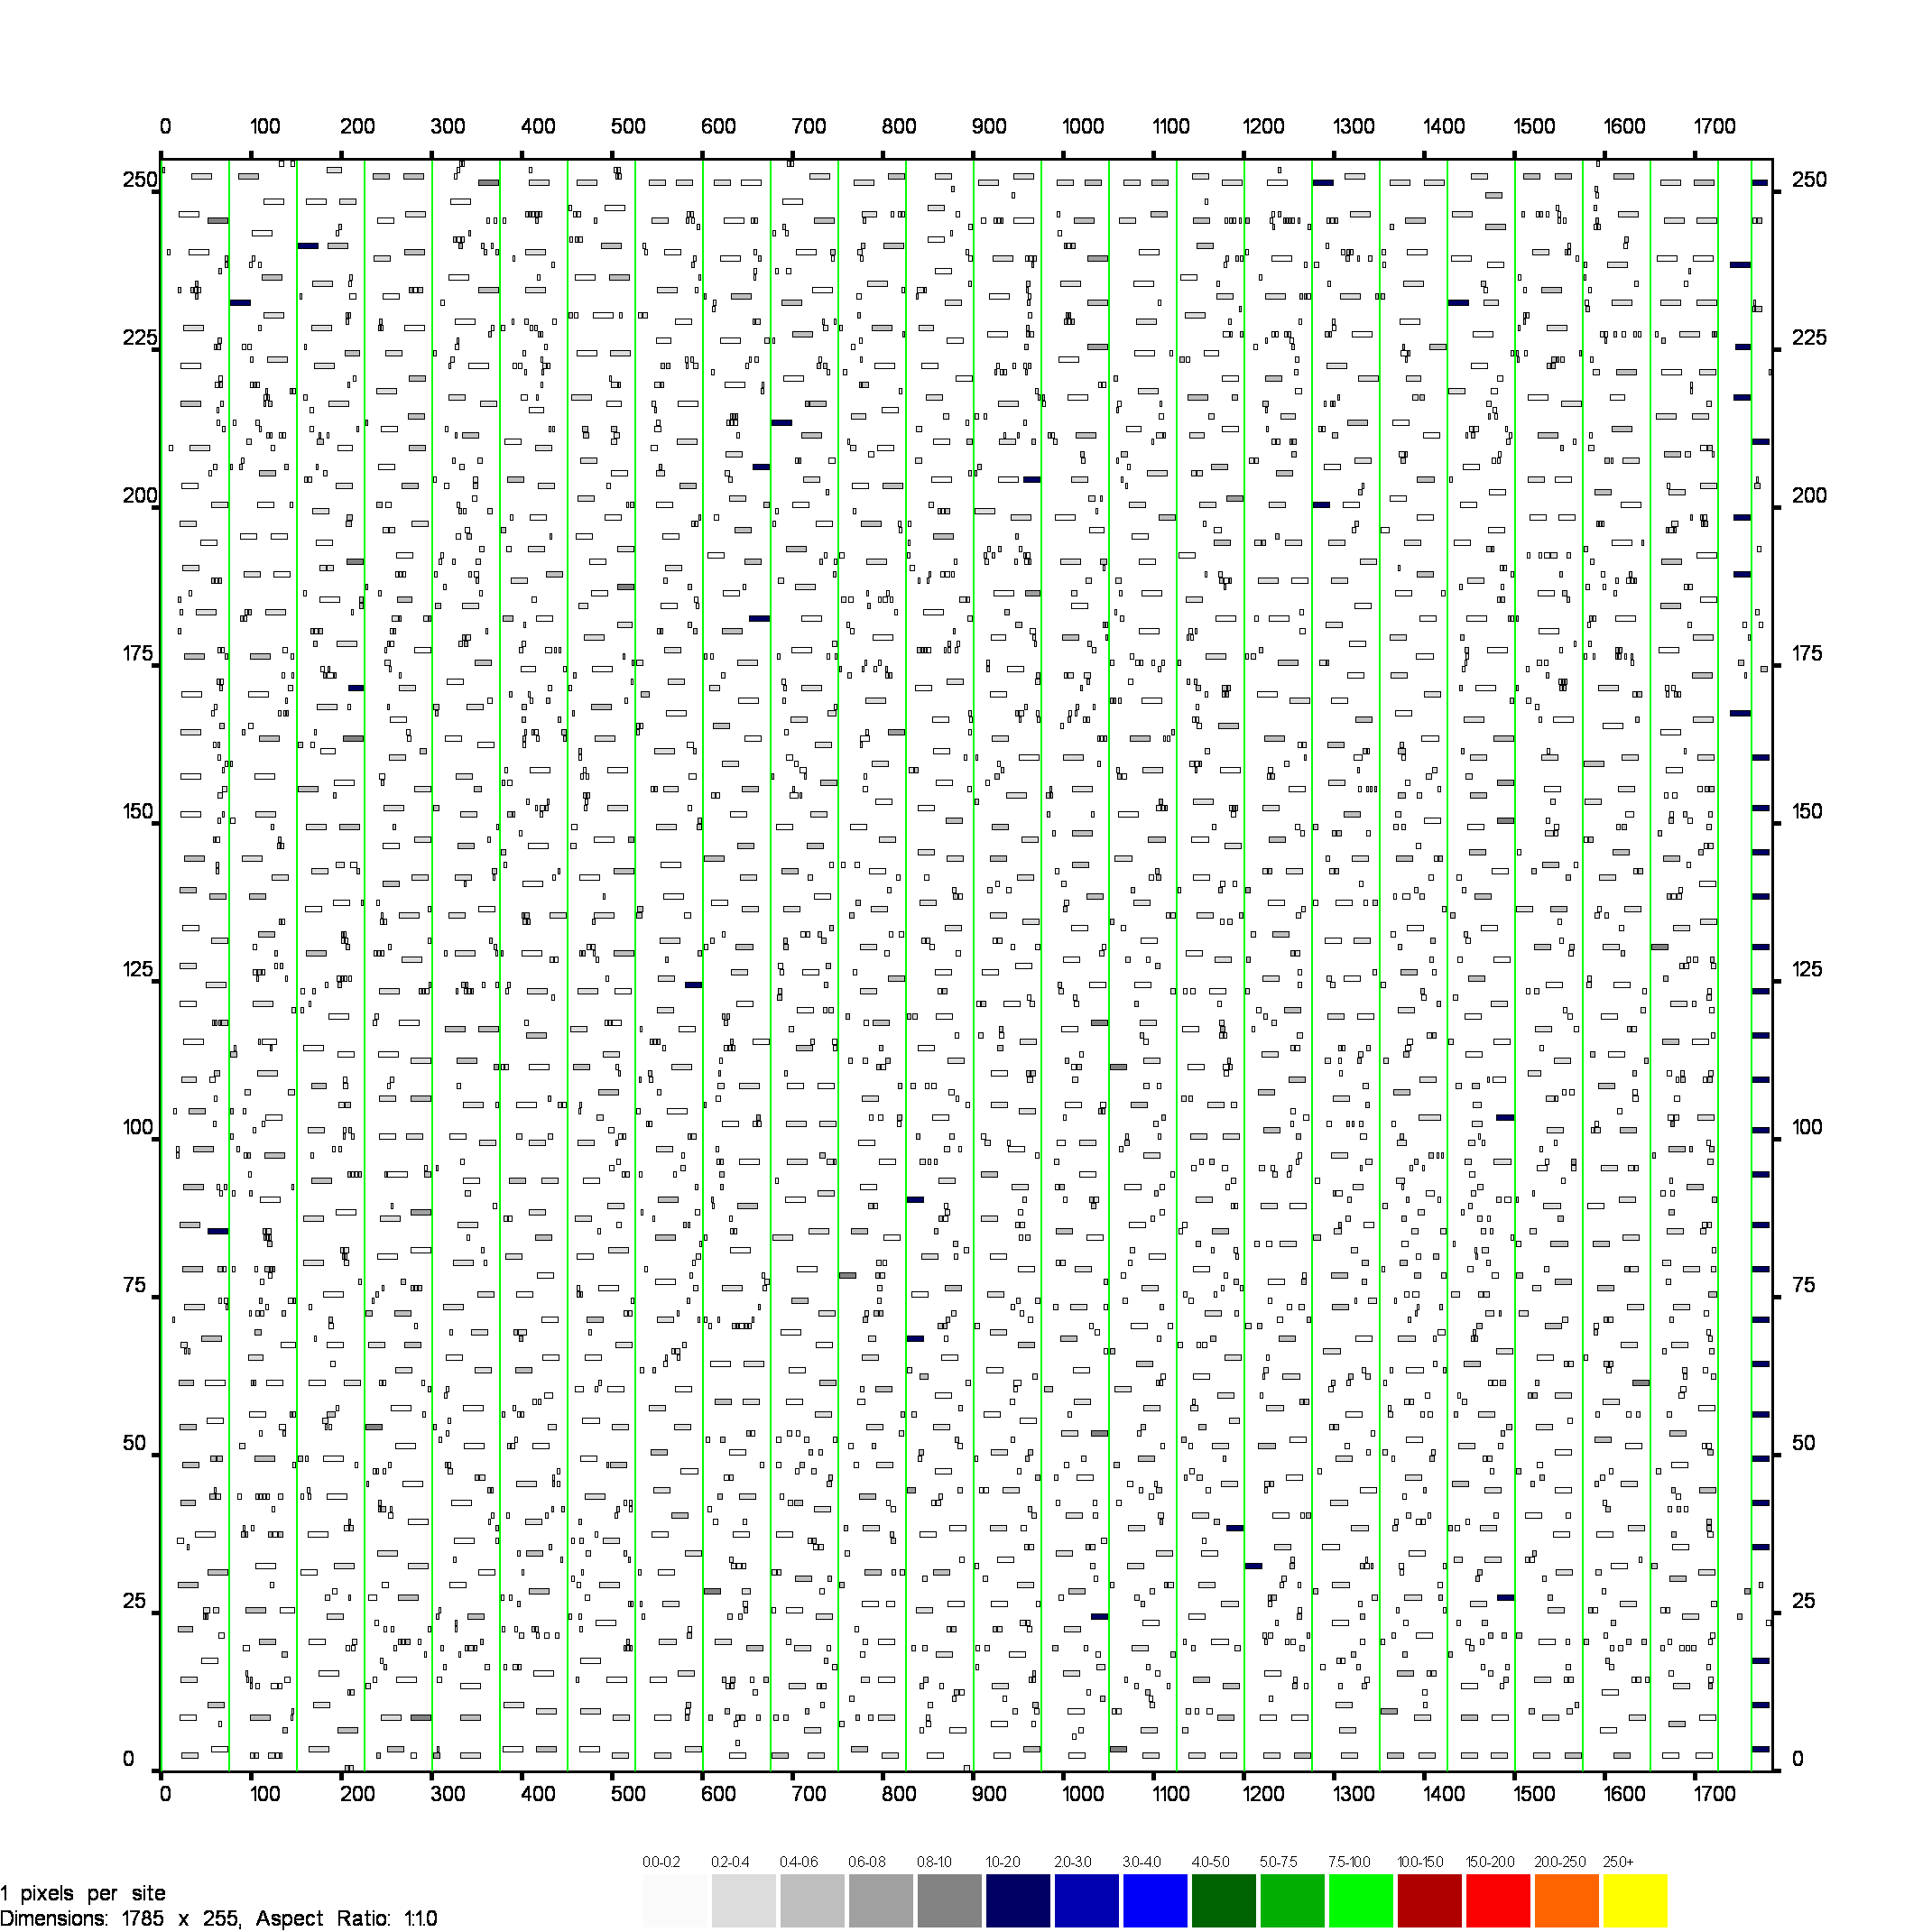 0 100 200 300 400 500 600 700 800 900 1000 1100 1200 1300 1400 1500 1600 1700
250 250
225 225
200 200
175 175
150 150
125 125
100 100
75 75
50 50
25 25
0 0
0 100 200 300 400 500 600 700 800 900 1000 1100 1200 1300 1400 1500 1600 1700
0.0-0.2 0.2-0.4 0.4-0.6 0.6-0.8 0.8-1.0 1.0-2.0 2.0-3.0 3.0-4.0 4.0-5.0 5.0-7.5 7.5-10.0 10.0-15.0 15.0-20.0 20.0-25.0 25.0+
1 pixels per site
Dimensions: 1785 x 255, Aspect Ratio: 1:1.0